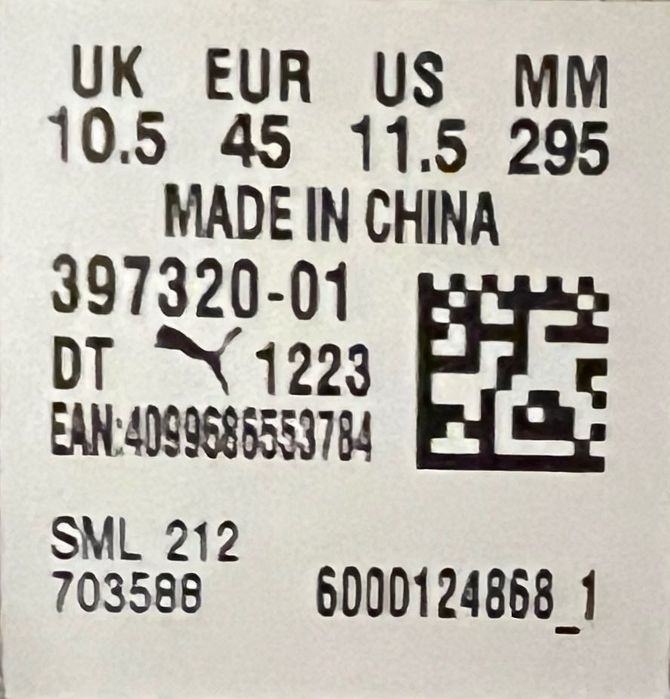 UK EUR US MM
10.5 45 11.5 295
MADE IN CHINA
397320-01
DT 1223
EAN:4099686553784
SML 212
703588 6000124868_1